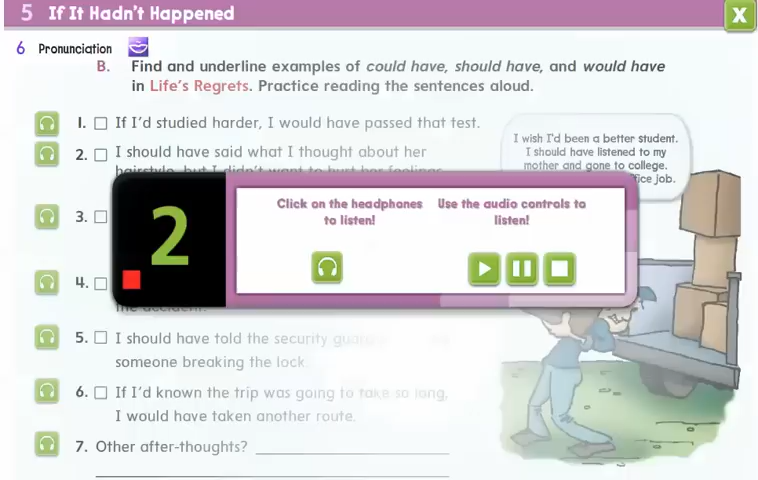 5 If It Hadn't Happened
X
6 Pronunciation
B. Find and underline examples of could have, should have, and would have
in Life's Regrets. Practice reading the sentences aloud.
1. If I'd studied harder, I would have passed that test.
2. I should have said what I thought about her
hairstyle, but I didn't want to hurt her feelings.
I wish I'd been a better student.
I should have listened to my
mother and gone to college.
job.
2
Click on the headphones
to listen!
Use the audio controls to
listen!
3.
4.
the accident.
5. I should have told the security
someone breaking the lock.
6. If I'd known the trip was going to take so long,
I would have taken another route.
7. Other after-thoughts?